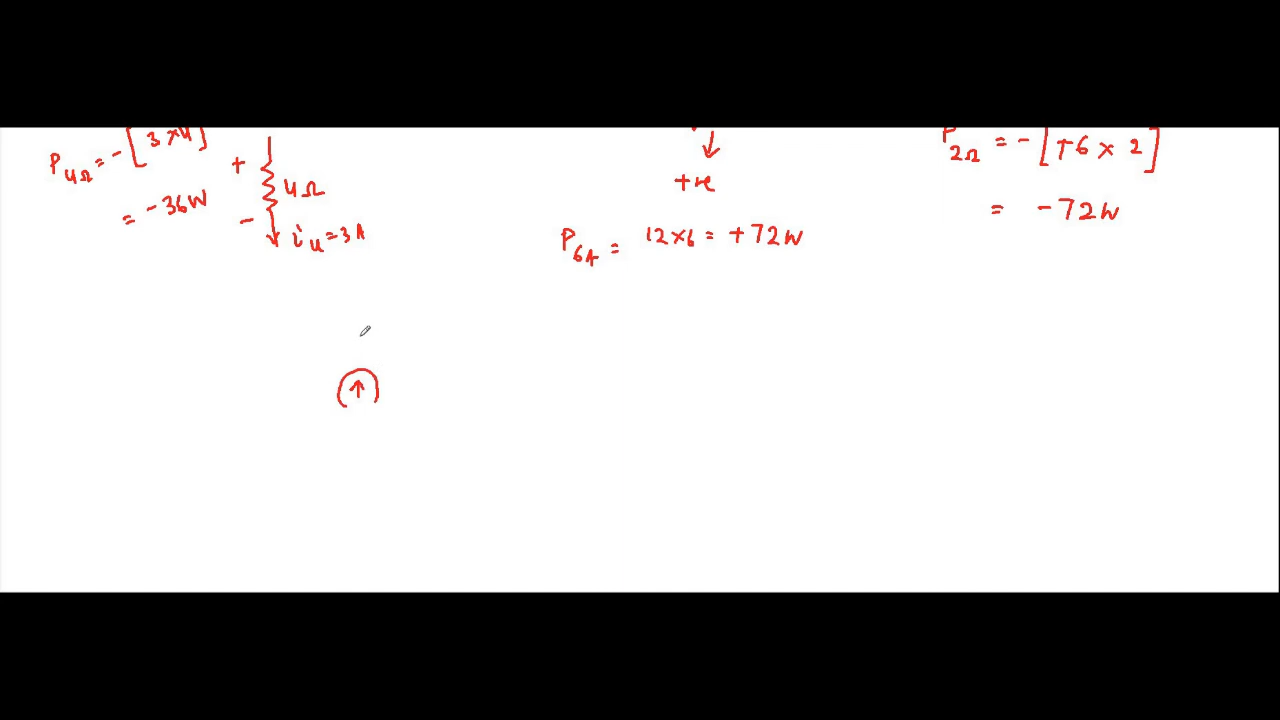 P4Ω = -[3×4]
= -36W
+
4Ω
-
i4 = 3A
+ve
P6A = 12×6 = +72W
P2Ω = -[+6 × 2]
= -72W